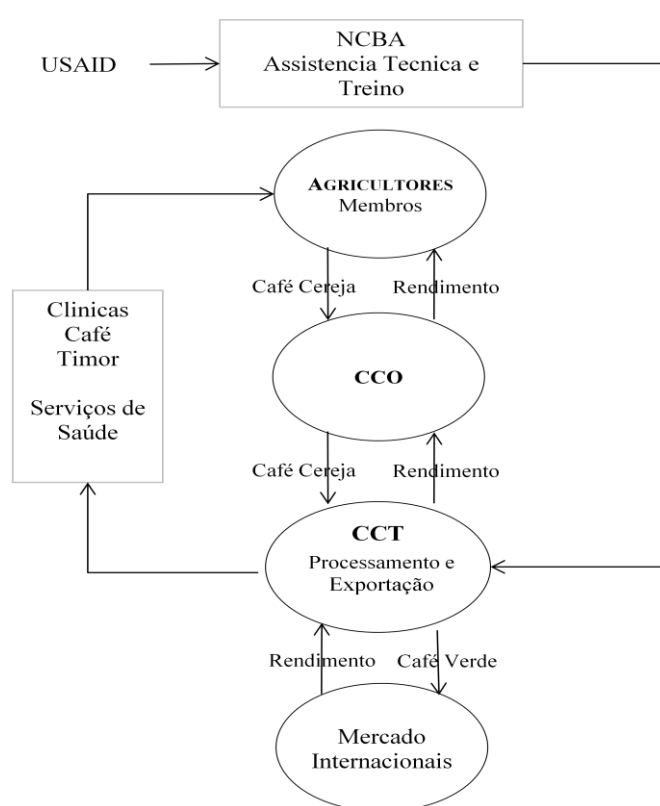 NCBA
USAID
Assistencia Tecnica e
Treino
AGRICULTORES
Membros
Café Cereja
Rendimento
Clinicas
Café
Timor
Serviços de
Saúde
CCO
Café Cereja
Rendimento
CCT
Processamento e
Exportação
Rendimento
Café Verde
Mercado
Internacionais